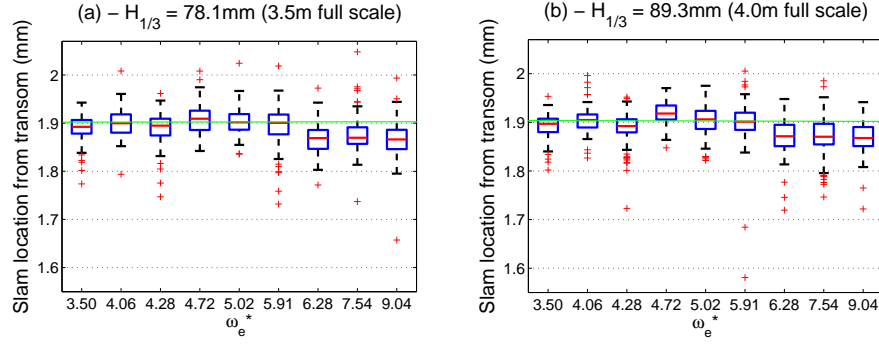 (a) − H1/3 = 78.1mm (3.5m full scale)
Slam location from transom (mm)
2
1.9
1.8
1.7
1.6
3.50 4.06 4.28 4.72 5.02 5.91 6.28 7.54 9.04
ωe*
(b) − H1/3 = 89.3mm (4.0m full scale)
Slam location from transom (mm)
2
1.9
1.8
1.7
1.6
3.50 4.06 4.28 4.72 5.02 5.91 6.28 7.54 9.04
ωe*